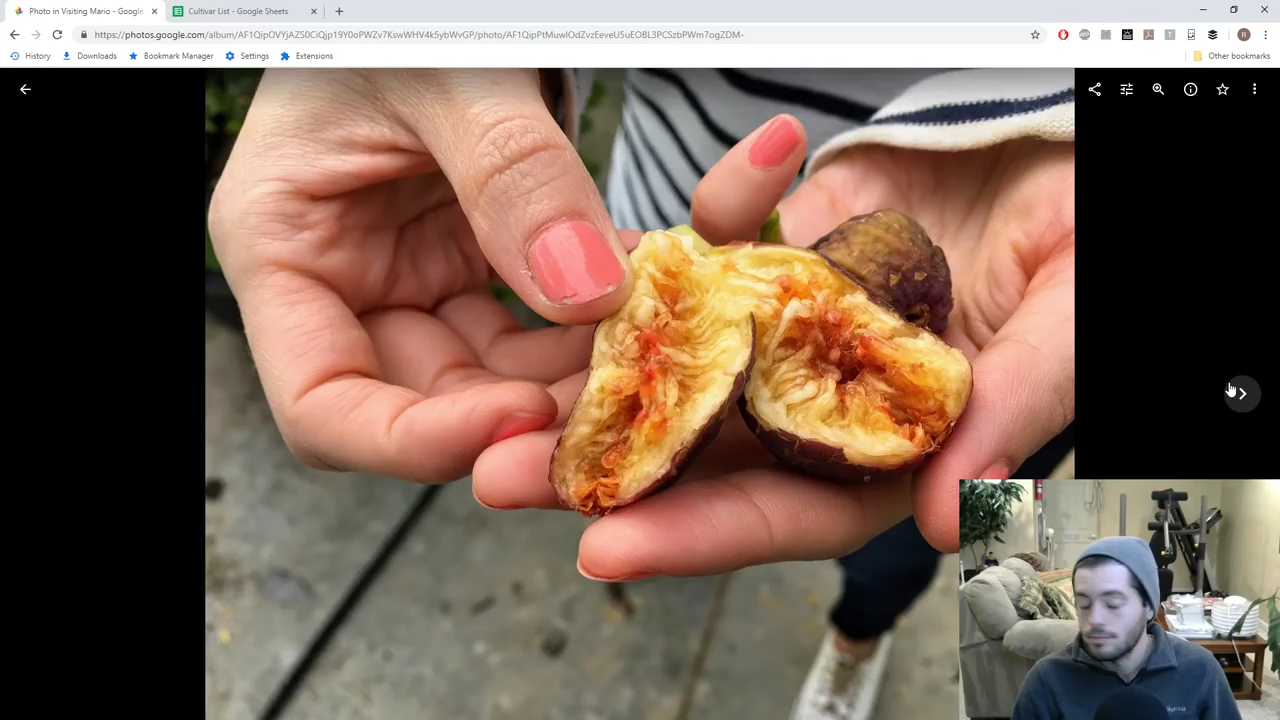 Photo in Visiting Mario - Google
Cultivar List - Google Sheets
https://photos.google.com/album/AF1QipOVYjAZS0CiQjp19Y0oPWZv7KswWHV4k5ybWvGP/photo/AF1QipPtMuwIOdZvzEeveU5uEOBL3PCSzbPWm7ogZDM-
History
Downloads
Bookmark Manager
Settings
Extensions
Other bookmarks